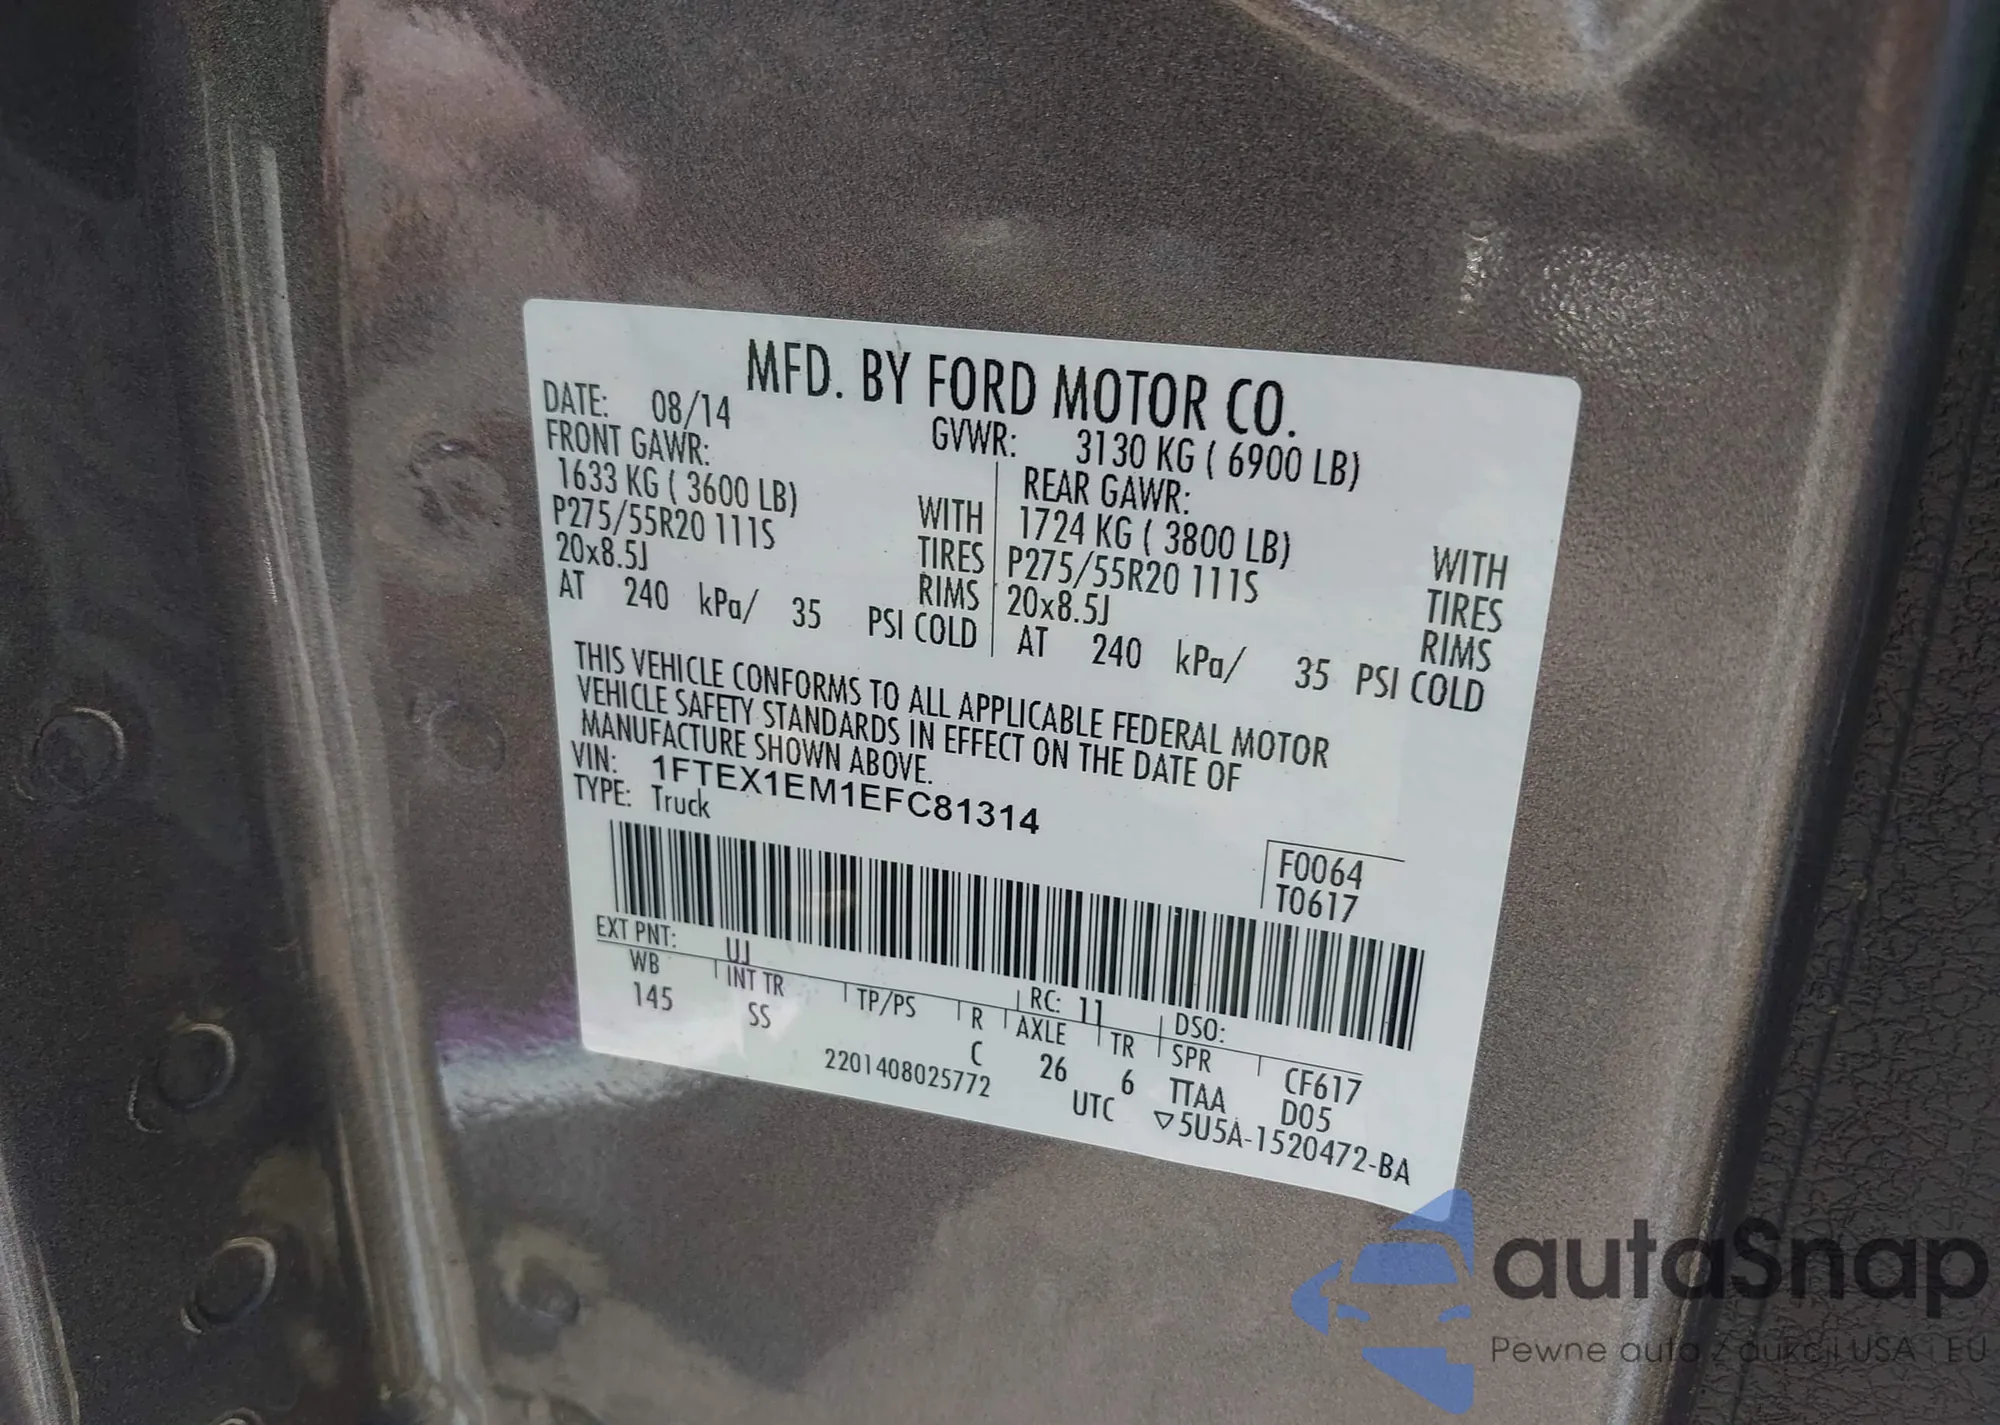 MFD. BY FORD MOTOR CO.
DATE: 08/14
GVWR: 3130 KG ( 6900 LB)
FRONT GAWR:
1633 KG ( 3600 LB) WITH
P275/55R20 111S TIRES
20x8.5J RIMS
AT 240 kPa/ 35 PSI COLD
REAR GAWR:
1724 KG ( 3800 LB) WITH
P275/55R20 111S TIRES
20x8.5J RIMS
AT 240 kPa/ 35 PSI COLD
THIS VEHICLE CONFORMS TO ALL APPLICABLE FEDERAL MOTOR
VEHICLE SAFETY STANDARDS IN EFFECT ON THE DATE OF
MANUFACTURE SHOWN ABOVE.
VIN: 1FTEX1EM1EFC81314
TYPE: Truck
F0064
T0617
EXT PNT: UJ RC: 11 DSO:
WB INT TR TP/PS R AXLE TR SPR CF617
145 SS C 26 6 TTAA D05
2201408025772 UTC ▽5U5A-1520472-BA
autaSnap
Pewne auta z aukcji USA i EU